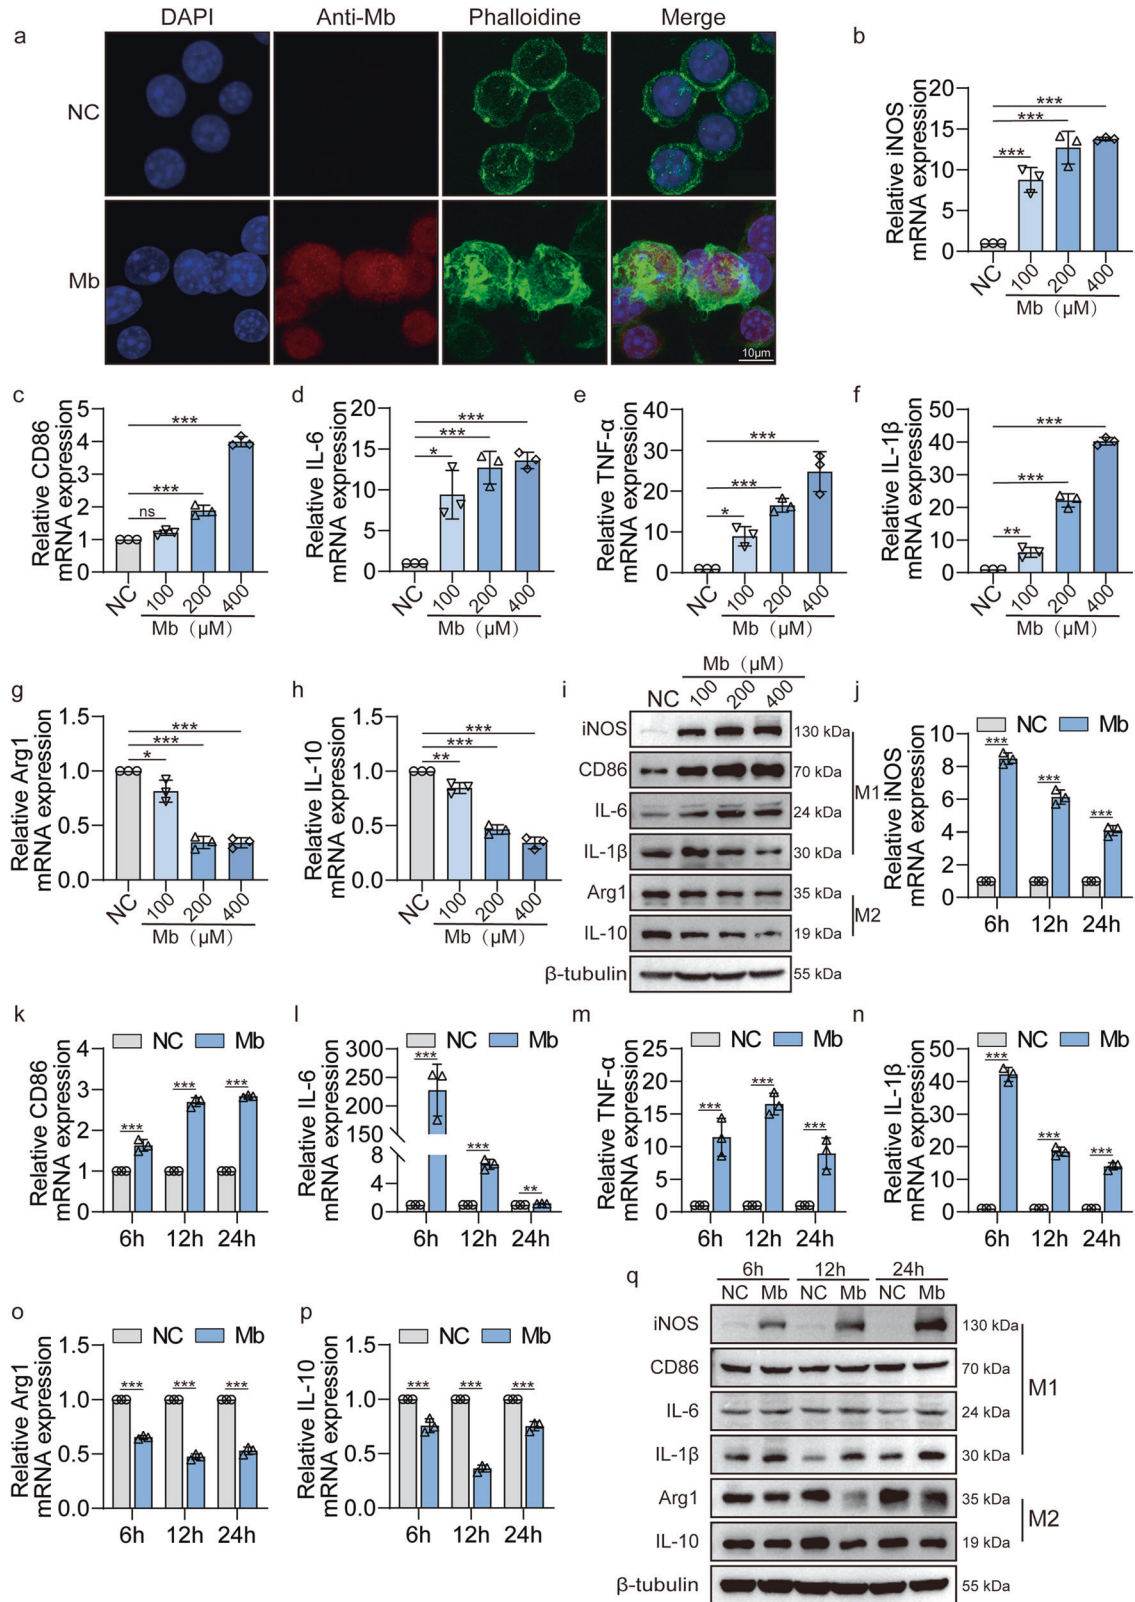 a
DAPI Anti-Mb Phalloidine Merge
NC
Mb
10μm
b
Relative iNOS
mRNA expression
20
15
10
5
0
*** 
***
***
NC 100 200 400
Mb (μM)
c
Relative CD86
mRNA expression
5
4
3
2
1
0
***
***
ns
NC 100 200 400
Mb (μM)
d
Relative IL-6
mRNA expression
20
15
10
5
0
***
***
*
NC 100 200 400
Mb (μM)
e
Relative TNF-α
mRNA expression
40
30
20
10
0
***
***
*
NC 100 200 400
Mb (μM)
f
Relative IL-1β
mRNA expression
50
40
30
20
10
0
***
***
**
NC 100 200 400
Mb (μM)
g
Relative Arg1
mRNA expression
1.5
1.0
0.5
0.0
***
***
*
NC 100 200 400
Mb (μM)
h
Relative IL-10
mRNA expression
1.5
1.0
0.5
0.0
***
***
**
NC 100 200 400
Mb (μM)
i
Mb (μM)
NC 100 200 400
iNOS 130 kDa
CD86 70 kDa
IL-6 24 kDa
IL-1β 30 kDa
Arg1 35 kDa
IL-10 19 kDa
β-tubulin 55 kDa
M1
M2
j
NC Mb
Relative iNOS
mRNA expression
10
8
6
4
2
0
*** *** ***
6h 12h 24h
k
NC Mb
Relative CD86
mRNA expression
4
3
2
1
0
*** *** ***
6h 12h 24h
l
NC Mb
Relative IL-6
mRNA expression
300
250
200
150
8
4
0
*** *** **
6h 12h 24h
m
NC Mb
Relative TNF-α
mRNA expression
25
20
15
10
5
0
*** *** ***
6h 12h 24h
n
NC Mb
Relative IL-1β
mRNA expression
50
40
30
20
10
0
*** *** ***
6h 12h 24h
o
NC Mb
Relative Arg1
mRNA expression
1.5
1.0
0.5
0.0
*** *** ***
6h 12h 24h
p
NC Mb
Relative IL-10
mRNA expression
1.5
1.0
0.5
0.0
*** *** ***
6h 12h 24h
q
6h 12h 24h
NC Mb NC Mb NC Mb
iNOS 130 kDa
CD86 70 kDa
IL-6 24 kDa
IL-1β 30 kDa
Arg1 35 kDa
IL-10 19 kDa
β-tubulin 55 kDa
M1
M2